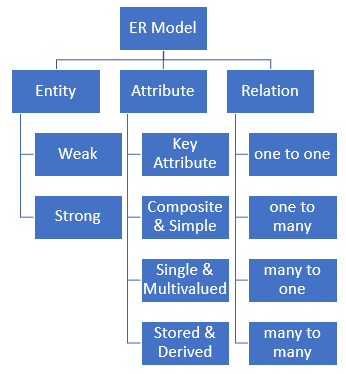 ER Model
Entity
Attribute
Relation
Weak
Strong
Key
Attribute
Composite
& Simple
Single &
Multivalued
Stored &
Derived
one to one
one to
many
many to
one
many to
many